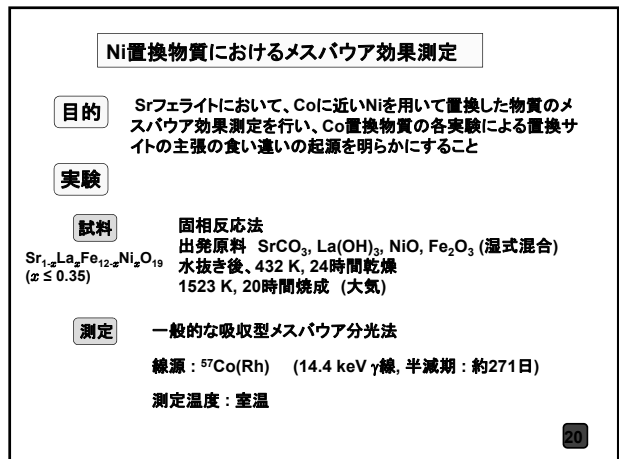 Ni置換物質におけるメスバウア効果測定
目的
Srフェライトにおいて、Coに近いNiを用いて置換した物質のメ
スバウア効果測定を行い、Co置換物質の各実験による置換サ
イトの主張の食い違いの起源を明らかにすること
実験
試料
Sr₁₋ₓLaₓFe₁₂₋ₓNiₓO₁₉
(x ≤ 0.35)
固相反応法
出発原料 SrCO₃, La(OH)₃, NiO, Fe₂O₃ (湿式混合)
水抜き後、432 K, 24時間乾燥
1523 K, 20時間焼成 (大気)
測定
一般的な吸収型メスバウア分光法
線源 : ⁵⁷Co(Rh) (14.4 keV γ線, 半減期 : 約271日)
測定温度 : 室温
20